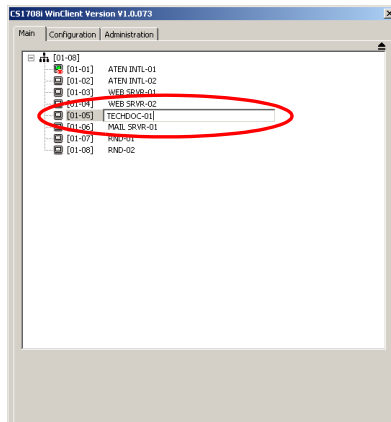 CS1708i WinClient Version V1.0.073
Main Configuration Administration
[01-08]
[01-01] ATEN INTL-01
[01-02] ATEN INTL-02
[01-03] WEB SRVR-01
[01-04] WEB SRVR-02
[01-05] TECHDOC-01
[01-06] MAIL SRVR-01
[01-07] RND-01
[01-08] RND-02